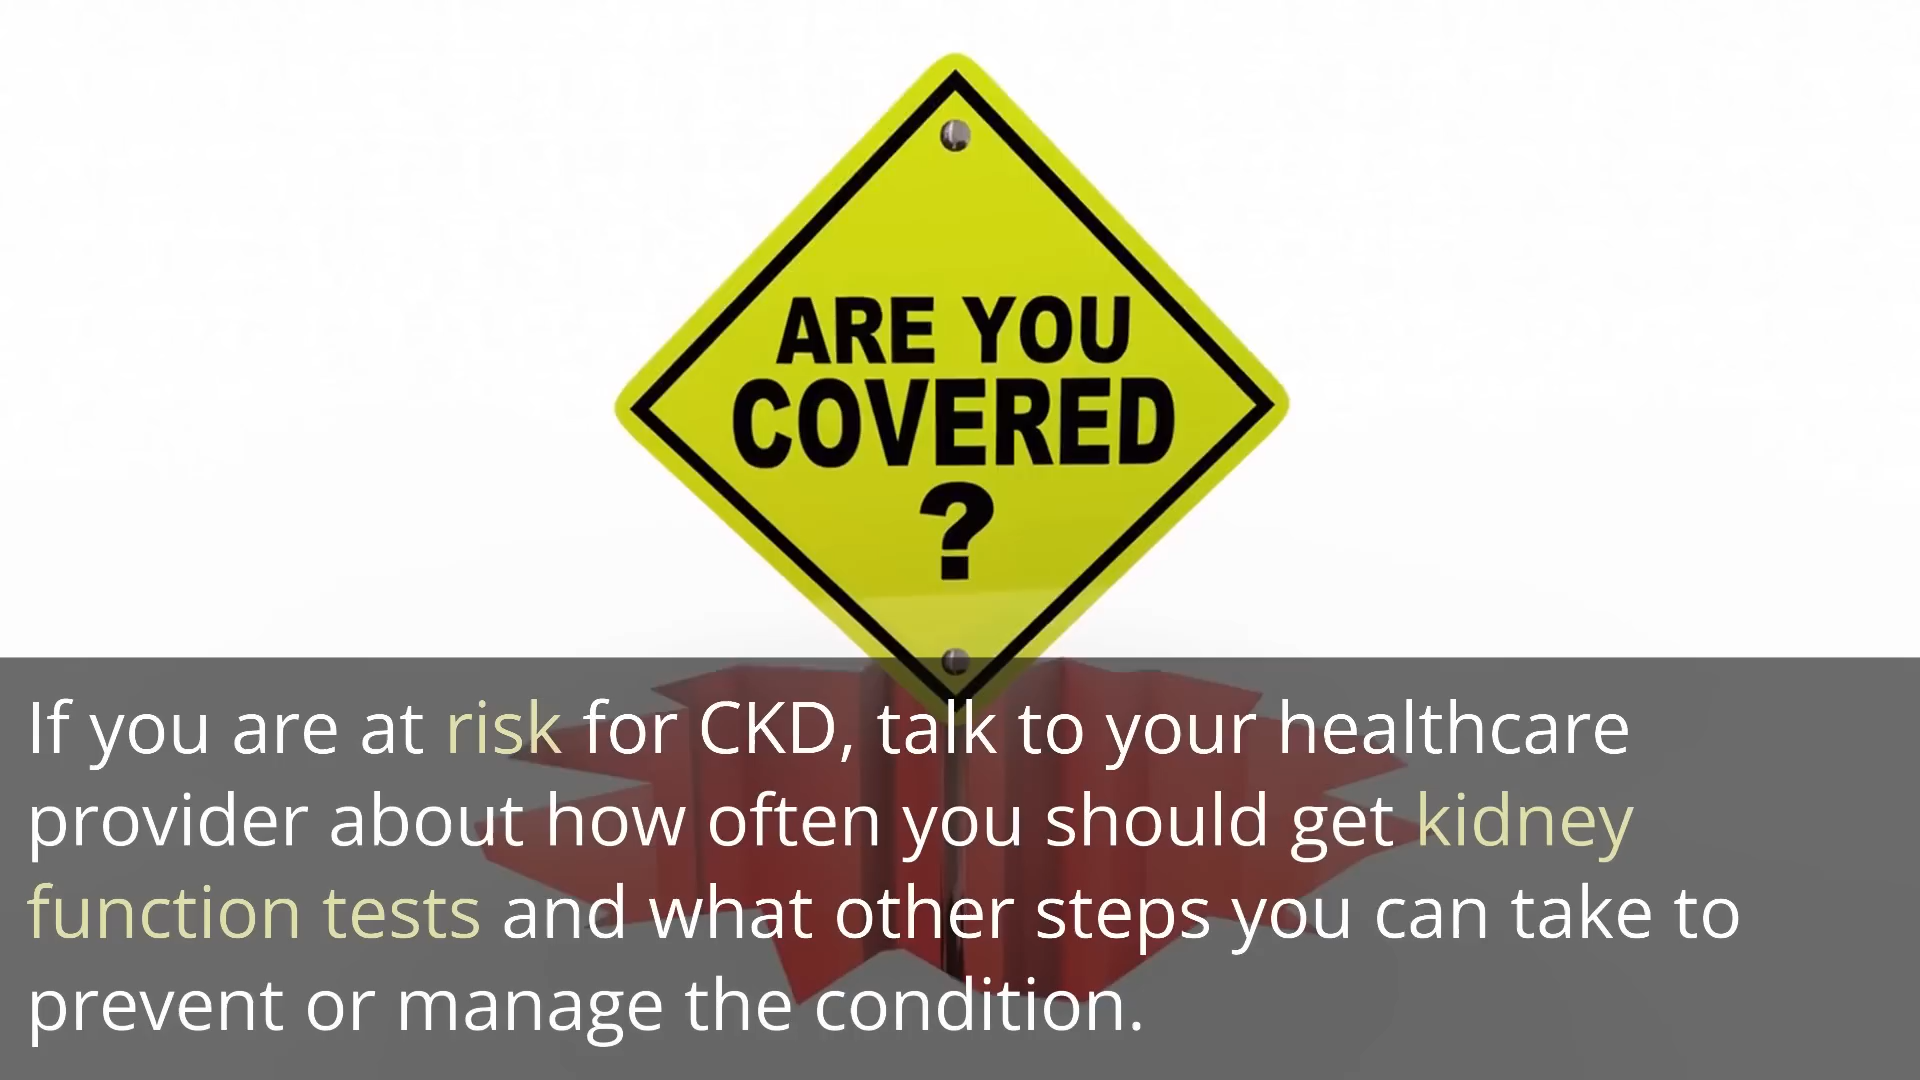 ARE YOU
COVERED
?
If you are at risk for CKD, talk to your healthcare
provider about how often you should get kidney
function tests and what other steps you can take to
prevent or manage the condition.